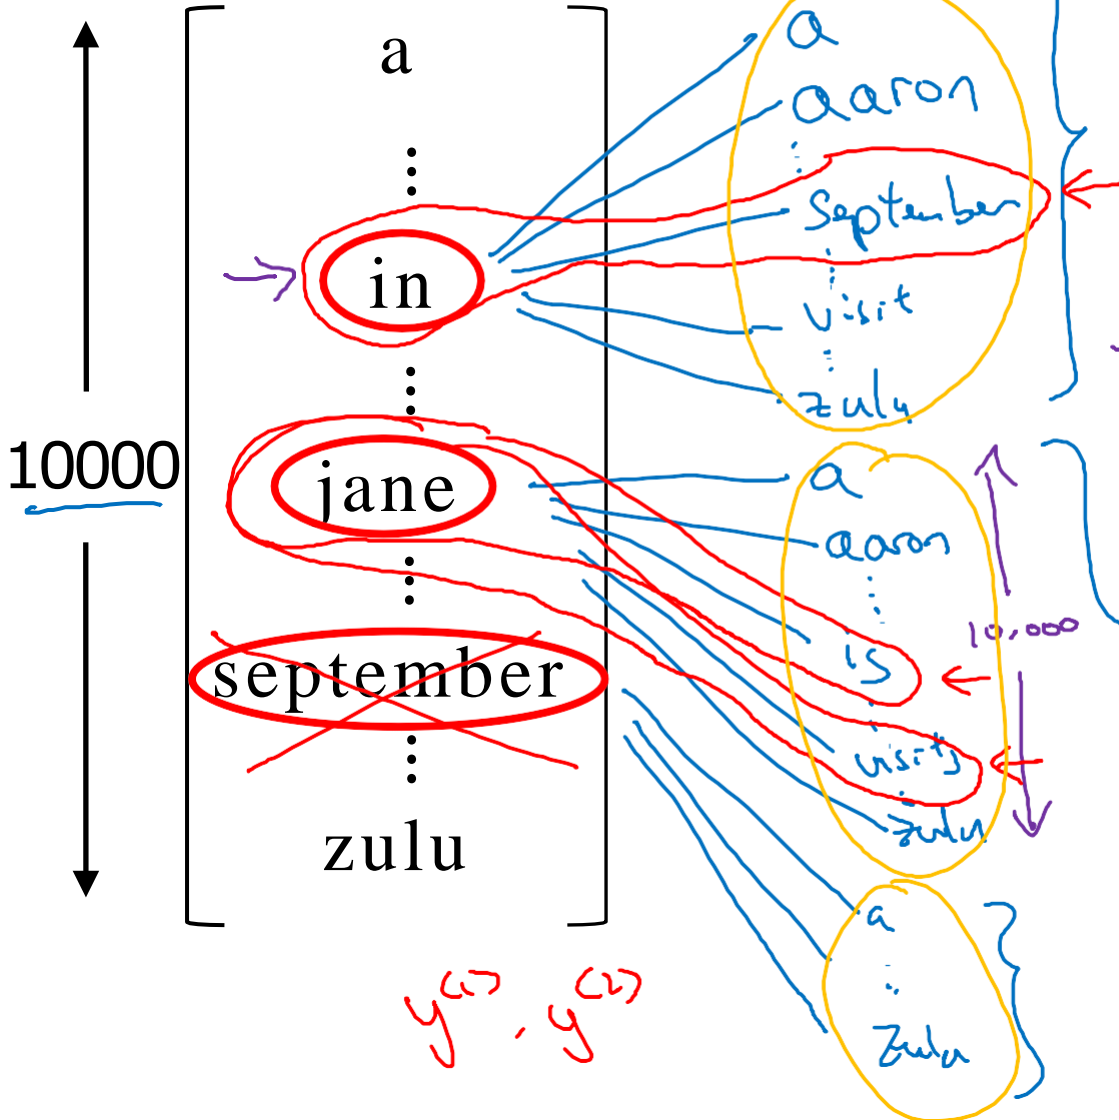 a
⋮
in
⋮
jane
⋮
september
⋮
zulu
10000
a
aaron
⋮
September
⋮
visit
⋮
zulu
a
aaron
⋮
is
⋮
visits
⋮
zulu
10,000
a
⋮
zulu
y⁽¹⁾, y⁽²⁾